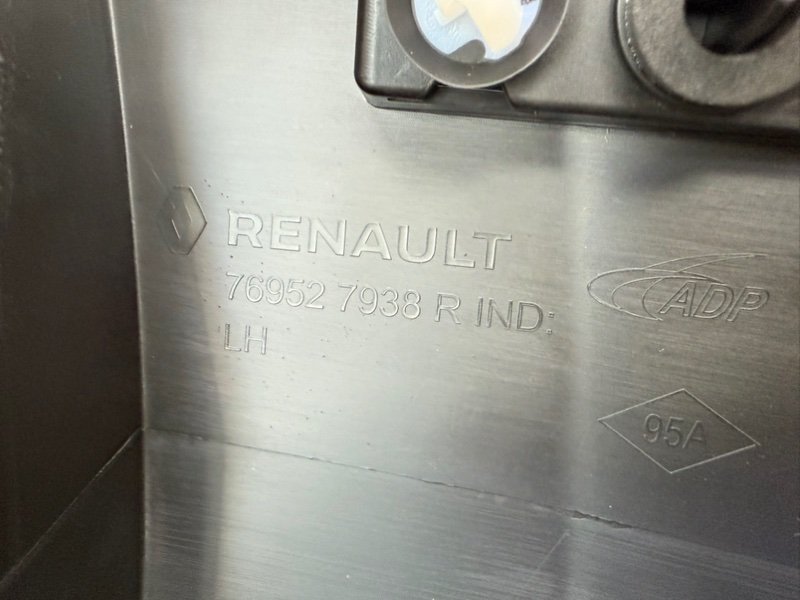 RENAULT
76952 7938 R IND:
LH
ADP
95A